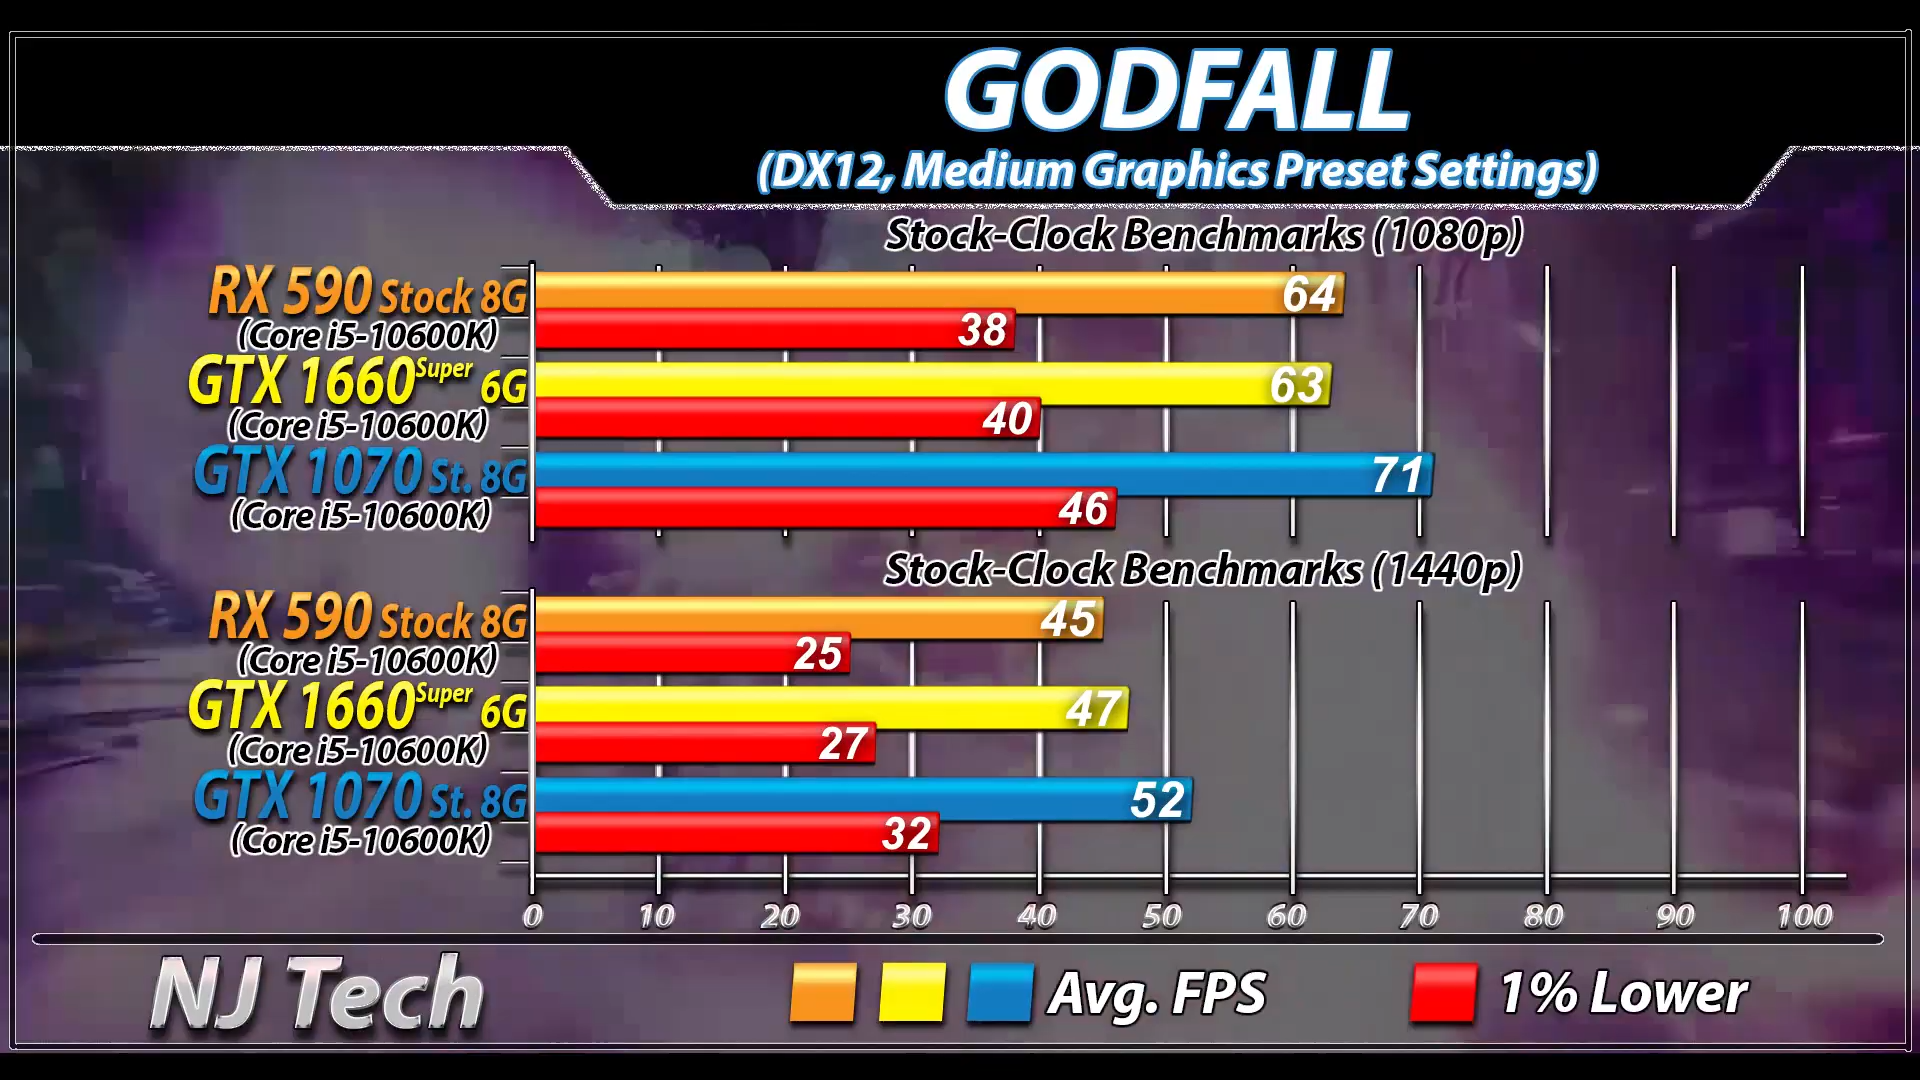 GODFALL
(DX12, Medium Graphics Preset Settings)
Stock-Clock Benchmarks (1080p)
RX 590 Stock 8G
(Core i5-10600K)
64
38
GTX 1660 Super 6G
(Core i5-10600K)
63
40
GTX 1070 St. 8G
(Core i5-10600K)
71
46
Stock-Clock Benchmarks (1440p)
RX 590 Stock 8G
(Core i5-10600K)
45
25
GTX 1660 Super 6G
(Core i5-10600K)
47
27
GTX 1070 St. 8G
(Core i5-10600K)
52
32
0 10 20 30 40 50 60 70 80 90 100
NJ Tech
Avg. FPS
1% Lower